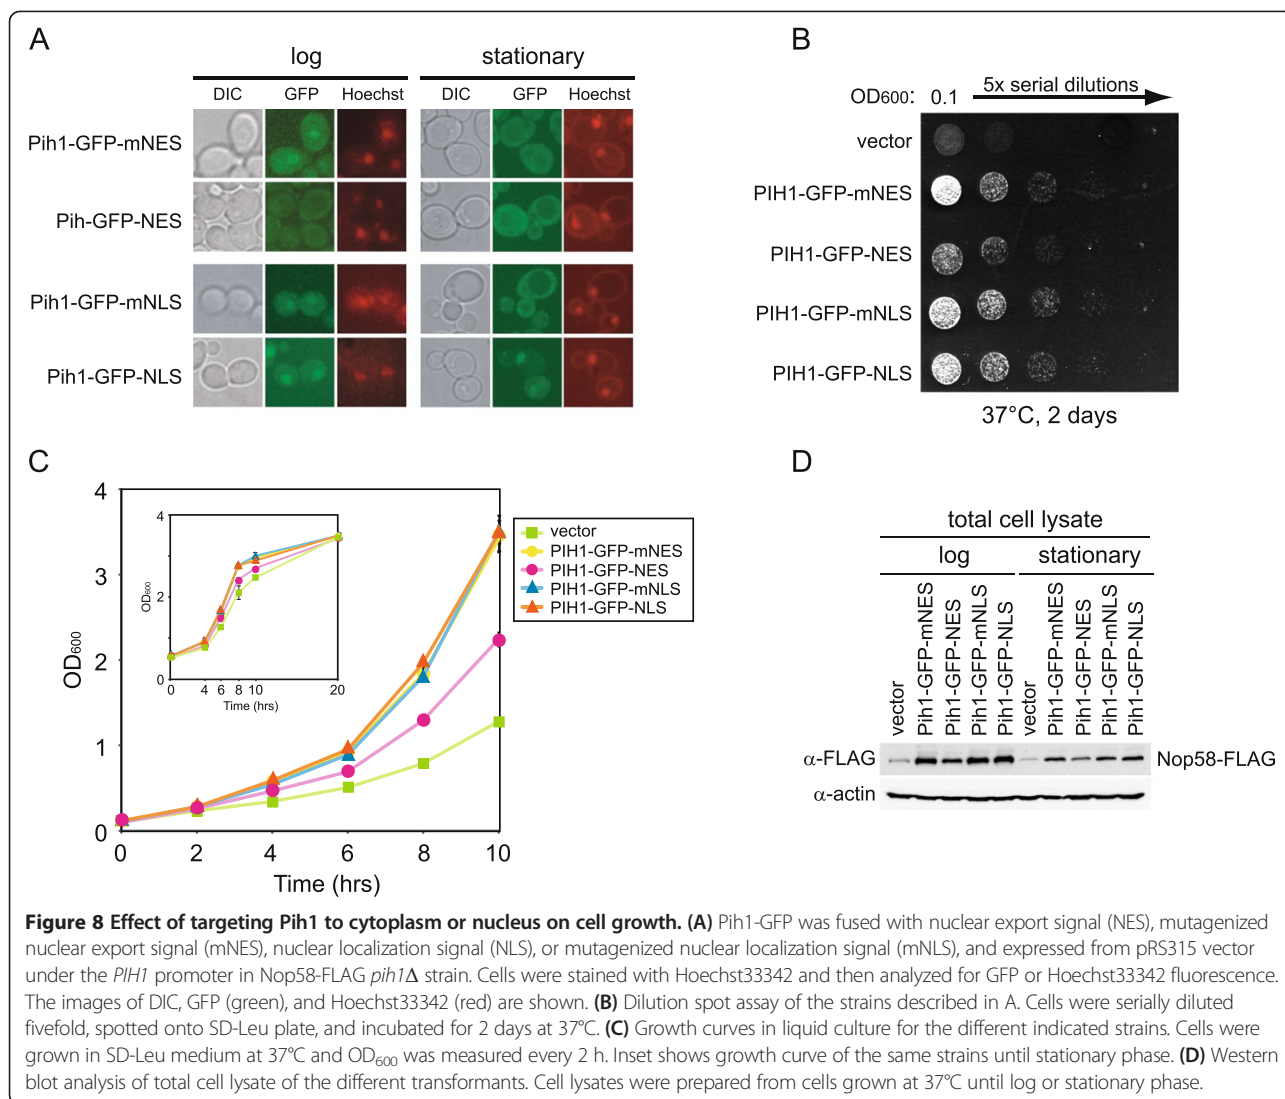 A
log
stationary
DIC GFP Hoechst DIC GFP Hoechst
Pih1-GFP-mNES
Pih-GFP-NES
Pih1-GFP-mNLS
Pih1-GFP-NLS
B
OD600: 0.1 5x serial dilutions
vector
PIH1-GFP-mNES
PIH1-GFP-NES
PIH1-GFP-mNLS
PIH1-GFP-NLS
37°C, 2 days
C
4
3
2
1
0
OD600
0 2 4 6 8 10
Time (hrs)
4
2
0
OD600
0 4 6 8 10 20
Time (hrs)
vector
PIH1-GFP-mNES
PIH1-GFP-NES
PIH1-GFP-mNLS
PIH1-GFP-NLS
D
total cell lysate
log stationary
vector
Pih1-GFP-mNES
Pih1-GFP-NES
Pih1-GFP-mNLS
Pih1-GFP-NLS
vector
Pih1-GFP-mNES
Pih1-GFP-NES
Pih1-GFP-mNLS
Pih1-GFP-NLS
α-FLAG Nop58-FLAG
α-actin
Figure 8 Effect of targeting Pih1 to cytoplasm or nucleus on cell growth. (A) Pih1-GFP was fused with nuclear export signal (NES), mutagenized
nuclear export signal (mNES), nuclear localization signal (NLS), or mutagenized nuclear localization signal (mNLS), and expressed from pRS315 vector
under the PIH1 promoter in Nop58-FLAG pih1Δ strain. Cells were stained with Hoechst33342 and then analyzed for GFP or Hoechst33342 fluorescence.
The images of DIC, GFP (green), and Hoechst33342 (red) are shown. (B) Dilution spot assay of the strains described in A. Cells were serially diluted
fivefold, spotted onto SD-Leu plate, and incubated for 2 days at 37°C. (C) Growth curves in liquid culture for the different indicated strains. Cells were
grown in SD-Leu medium at 37°C and OD600 was measured every 2 h. Inset shows growth curve of the same strains until stationary phase. (D) Western
blot analysis of total cell lysate of the different transformants. Cell lysates were prepared from cells grown at 37°C until log or stationary phase.